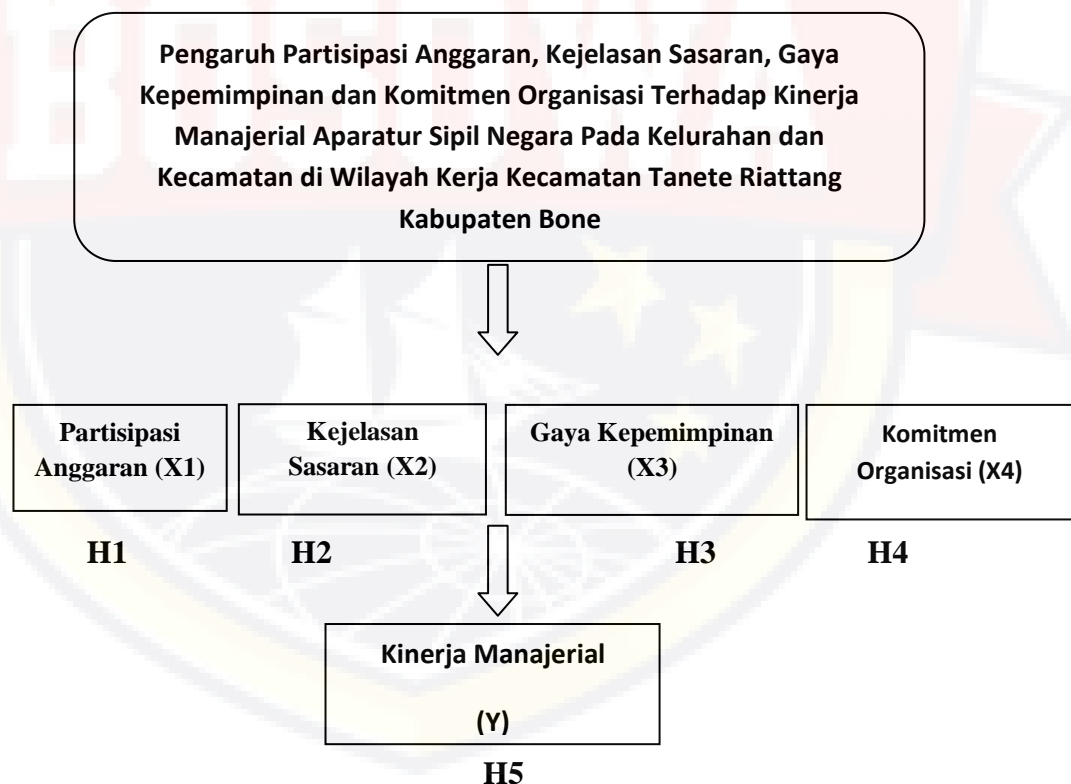 Pengaruh Partisipasi Anggaran, Kejelasan Sasaran, Gaya
Kepemimpinan dan Komitmen Organisasi Terhadap Kinerja
Manajerial Aparatur Sipil Negara Pada Kelurahan dan
Kecamatan di Wilayah Kerja Kecamatan Tanete Riattang
Kabupaten Bone
Partisipasi
Anggaran (X1)
Kejelasan
Sasaran (X2)
Gaya Kepemimpinan
(X3)
Komitmen
Organisasi (X4)
H1
H2
H3
H4
Kinerja Manajerial
(Y)
H5